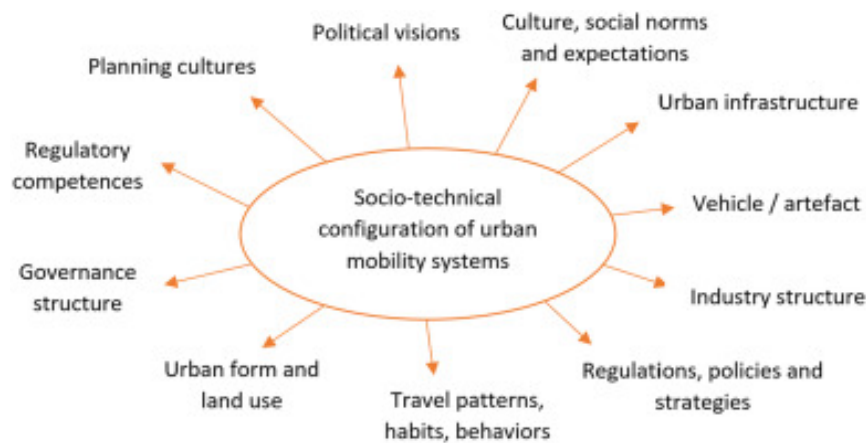 Political visions
Culture, social norms
and expectations
Planning cultures
Urban infrastructure
Regulatory
competences
Socio-technical
configuration of urban
mobility systems
Vehicle / artefact
Governance
structure
Industry structure
Urban form and
land use
Travel patterns,
habits, behaviors
Regulations, policies and
strategies